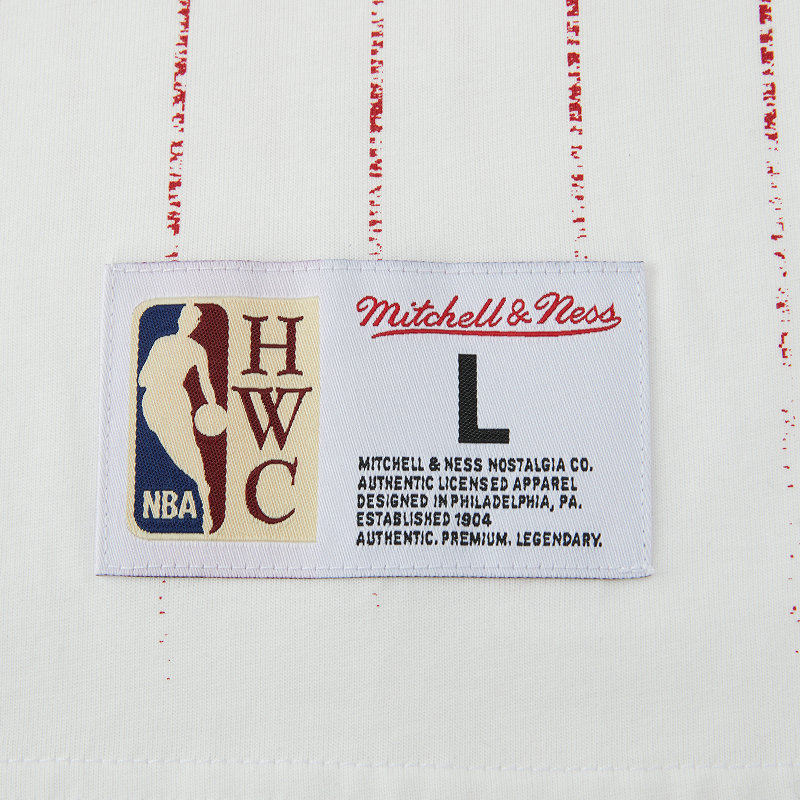 NBA
H
W
C
Mitchell & Ness
L
MITCHELL & NESS NOSTALGIA CO.
AUTHENTIC LICENSED APPAREL
DESIGNED IN PHILADELPHIA, PA.
ESTABLISHED 1904
AUTHENTIC. PREMIUM. LEGENDARY.